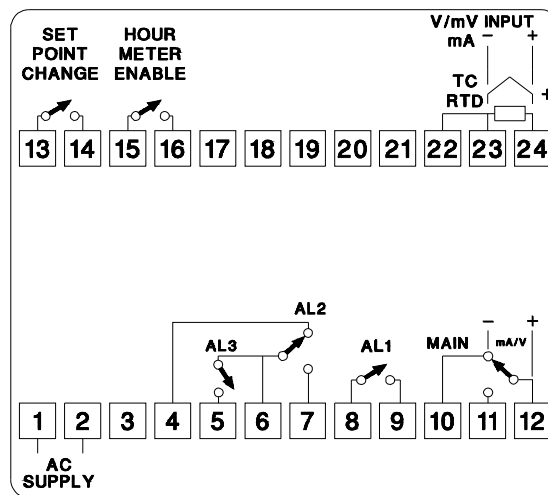 SET POINT CHANGE
HOUR METER ENABLE
V/mV INPUT
mA − +
TC +
RTD
13 14 15 16 17 18 19 20 21 22 23 24
AL2
AL3 AL1 MAIN − mA/V +
1 2 3 4 5 6 7 8 9 10 11 12
AC SUPPLY